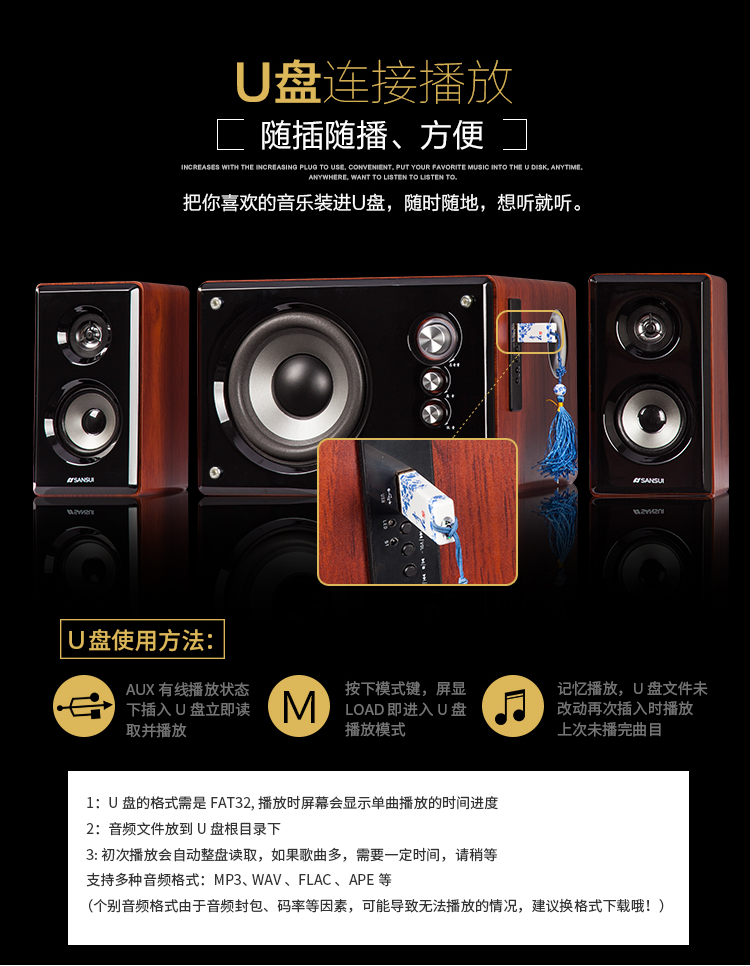 U盘连接播放
随插随播、方便
INCREASES WITH THE INCREASING PLUG TO USE, CONVENIENT, PUT YOUR FAVORITE MUSIC INTO THE U DISK, ANYTIME,
ANYWHERE, WANT TO LISTEN TO LISTEN TO.
把你喜欢的音乐装进U盘，随时随地，想听就听。
SANSUI
SANSUI
U盘使用方法：
AUX 有线播放状态
下插入 U 盘立即读
取并播放
M
按下模式键，屏显
LOAD 即进入 U 盘
播放模式
记忆播放，U 盘文件未
改动再次插入时播放
上次未播完曲目
1：U 盘的格式需是 FAT32, 播放时屏幕会显示单曲播放的时间进度
2：音频文件放到 U 盘根目录下
3: 初次播放会自动整盘读取，如果歌曲多，需要一定时间，请稍等
支持多种音频格式：MP3、WAV 、FLAC 、APE 等
（个别音频格式由于音频封包、码率等因素，可能导致无法播放的情况，建议换格式下载哦！）